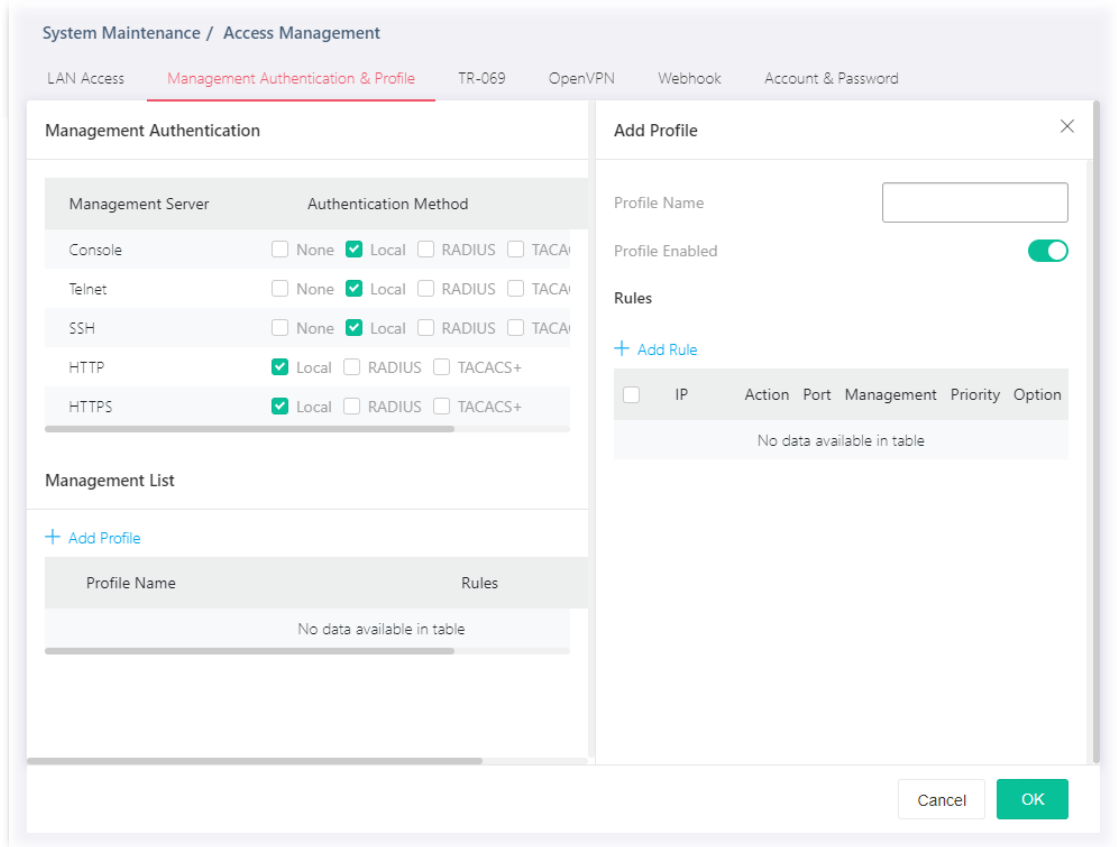 System Maintenance / Access Management
LAN Access Management Authentication & Profile TR-069 OpenVPN Webhook Account & Password
Management Authentication
Management Server Authentication Method
Console None Local RADIUS TACAC
Telnet None Local RADIUS TACA
SSH None Local RADIUS TACAC
HTTP Local RADIUS TACACS+
HTTPS Local RADIUS TACACS+
Management List
+ Add Profile
Profile Name Rules
No data available in table
Add Profile
Profile Name
Profile Enabled
Rules
+ Add Rule
IP Action Port Management Priority Option
No data available in table
Cancel OK